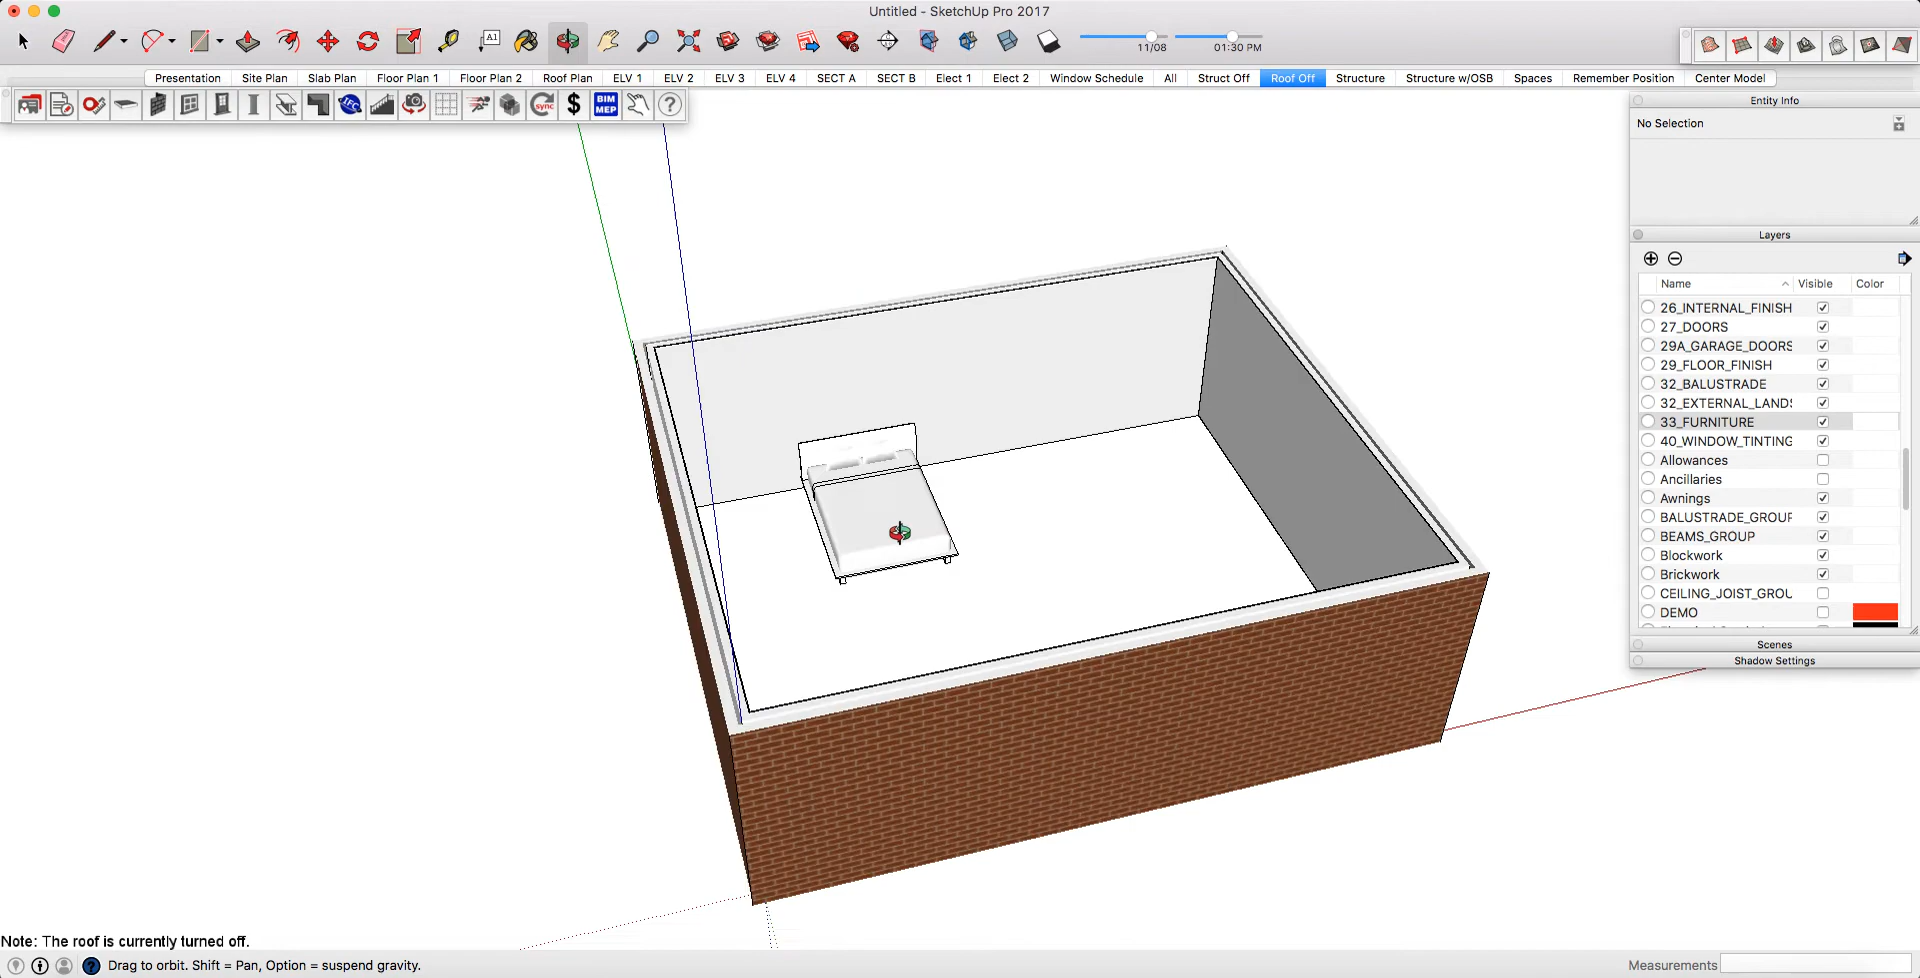 Untitled - SketchUp Pro 2017
A1
11/08 01:30 PM
Presentation Site Plan Slab Plan Floor Plan 1 Floor Plan 2 Roof Plan ELV 1 ELV 2 ELV 3 ELV 4 SECT A SECT B Elect 1 Elect 2 Window Schedule All Struct Off Roof Off Structure Structure w/OSB Spaces Remember Position Center Model
IFC sync $ BIM MEP ?
Entity Info
No Selection
Layers
Name Visible Color
26_INTERNAL_FINISH
27_DOORS
29A_GARAGE_DOORS
29_FLOOR_FINISH
32_BALUSTRADE
32_EXTERNAL_LAND
33_FURNITURE
40_WINDOW_TINTING
Allowances
Ancillaries
Awnings
BALUSTRADE_GROUP
BEAMS_GROUP
Blockwork
Brickwork
CEILING_JOIST_GROU
DEMO
Scenes
Shadow Settings
Note: The roof is currently turned off.
? Drag to orbit. Shift = Pan, Option = suspend gravity.
Measurements